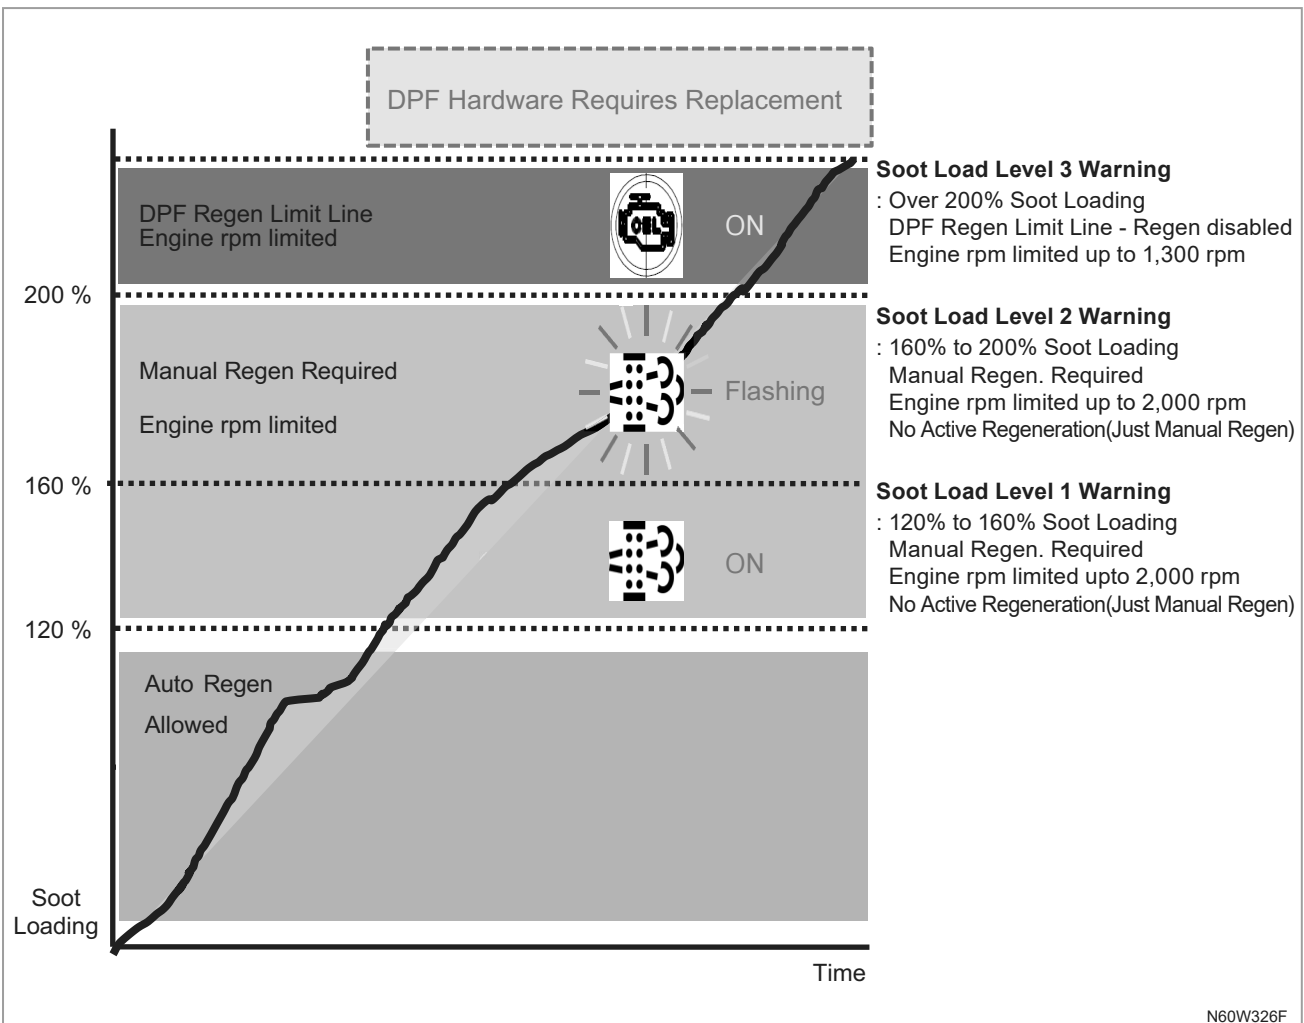 DPF Hardware Requires Replacement
DPF Regen Limit Line
Engine rpm limited
ON
Soot Load Level 3 Warning
: Over 200% Soot Loading
DPF Regen Limit Line - Regen disabled
Engine rpm limited up to 1,300 rpm
200 %
Manual Regen Required
Engine rpm limited
Flashing
Soot Load Level 2 Warning
: 160% to 200% Soot Loading
Manual Regen. Required
Engine rpm limited up to 2,000 rpm
No Active Regeneration(Just Manual Regen)
160 %
ON
Soot Load Level 1 Warning
: 120% to 160% Soot Loading
Manual Regen. Required
Engine rpm limited upto 2,000 rpm
No Active Regeneration(Just Manual Regen)
120 %
Auto Regen
Allowed
Soot
Loading
Time
N60W326F